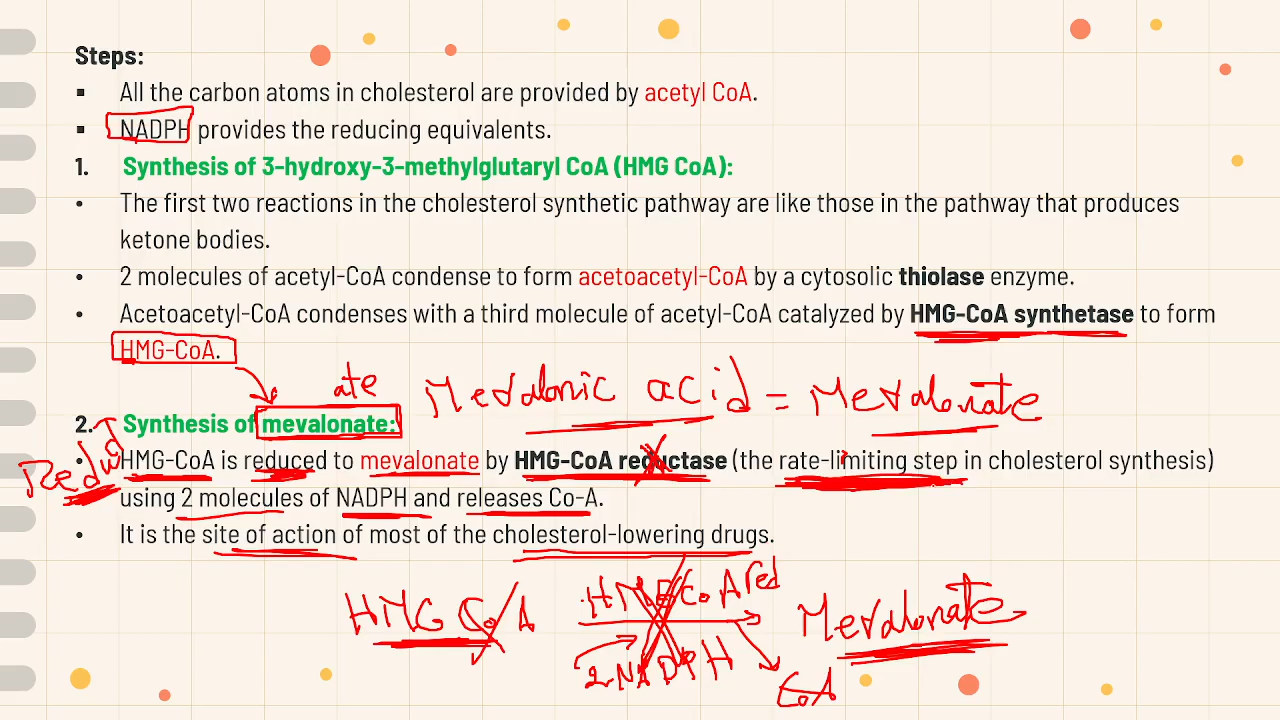 Steps:
▪ All the carbon atoms in cholesterol are provided by acetyl CoA.
▪ NADPH provides the reducing equivalents.
1. Synthesis of 3-hydroxy-3-methylglutaryl CoA (HMG CoA):
• The first two reactions in the cholesterol synthetic pathway are like those in the pathway that produces
ketone bodies.
• 2 molecules of acetyl-CoA condense to form acetoacetyl-CoA by a cytosolic thiolase enzyme.
• Acetoacetyl-CoA condenses with a third molecule of acetyl-CoA catalyzed by HMG-CoA synthetase to form
HMG-CoA.
ate Mevalonic acid = Mevalonate
2. Synthesis of mevalonate:
• HMG-CoA is reduced to mevalonate by HMG-CoA reductase (the rate-limiting step in cholesterol synthesis)
using 2 molecules of NADPH and releases Co-A.
• It is the site of action of most of the cholesterol-lowering drugs.
HMG CoA red
HMG CoA Mevalonate
2NADPH
CoA